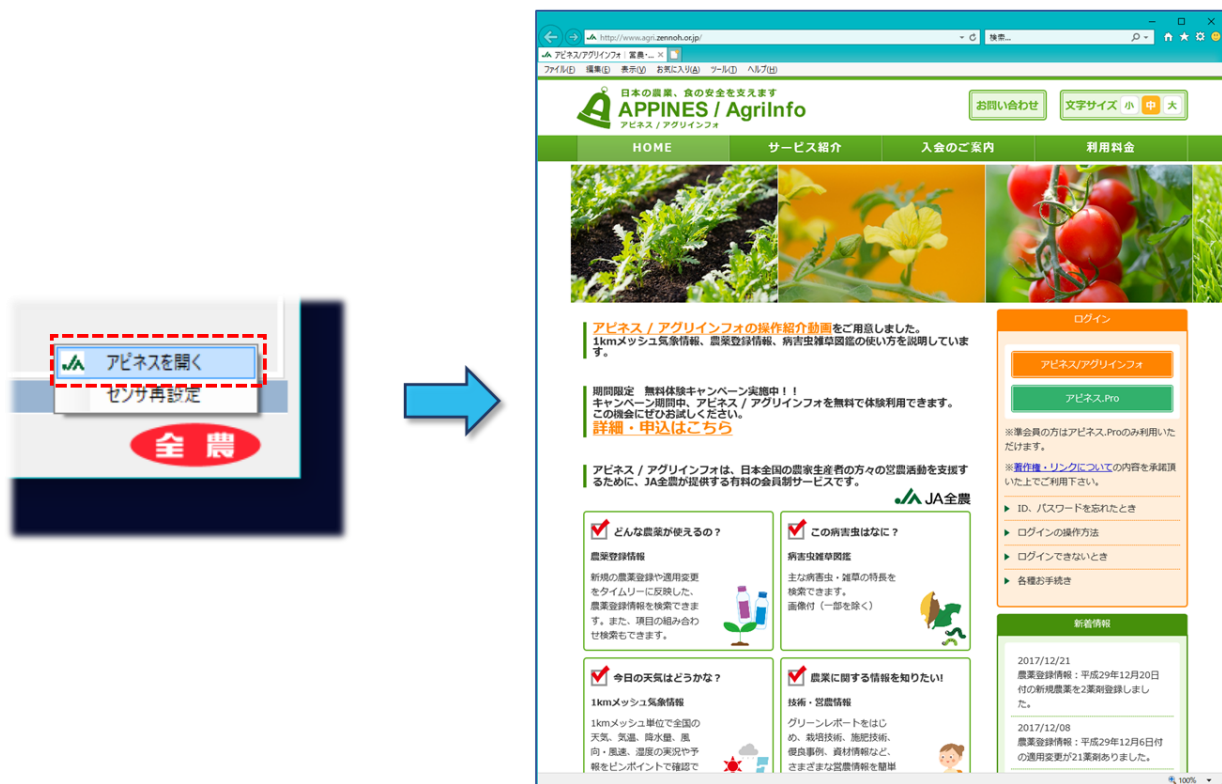 アピネスを開く
センサ再設定
全農
http://www.agri.zennoh.or.jp/
検索...
アピネス/アグリインフォ｜営農・...
ファイル(F) 編集(E) 表示(V) お気に入り(A) ツール(T) ヘルプ(H)
日本の農業、食の安全を支えます
APPINES / AgriInfo
アピネス / アグリインフォ
お問い合わせ
文字サイズ 小 中 大
HOME サービス紹介 入会のご案内 利用料金
アピネス / アグリインフォの操作紹介動画をご用意しました。
1kmメッシュ気象情報、農薬登録情報、病害虫雑草図鑑の使い方を説明していま
す。
期間限定 無料体験キャンペーン実施中！！
キャンペーン期間中、アピネス / アグリインフォを無料で体験利用できます。
この機会にぜひお試しください。
詳細・申込はこちら
アピネス / アグリインフォは、日本全国の農家生産者の方々の営農活動を支援す
るために、JA全農が提供する有料の会員制サービスです。
JA全農
どんな農薬が使えるの？
農薬登録情報
新規の農薬登録や適用変更
をタイムリーに反映した、
農薬登録情報を検索できま
す。また、項目の組み合わ
せ検索もできます。
この病害虫はなに？
病害虫雑草図鑑
主な病害虫・雑草の特長を
検索できます。
画像付（一部を除く）
今日の天気はどうかな？
1kmメッシュ気象情報
1kmメッシュ単位で全国の
天気、気温、降水量、風
向・風速、湿度の実況や予
報をピンポイントで確認で
農業に関する情報を知りたい!
技術・営農情報
グリーンレポートをはじ
め、栽培技術、施肥技術、
優良事例、資材情報など、
さまざまな営農情報を簡単
ログイン
アピネス/アグリインフォ
アピネス.Pro
※準会員の方はアピネス.Proのみ利用いた
だけます。
※著作権・リンクについての内容を承諾頂
いた上でご利用下さい。
ID、パスワードを忘れたとき
ログインの操作方法
ログインできないとき
各種お手続き
新着情報
2017/12/21
農薬登録情報：平成29年12月20日
付の新規農薬を2薬剤登録しまし
た。
2017/12/08
農薬登録情報：平成29年12月6日付
の適用変更が21薬剤ありました。
100%